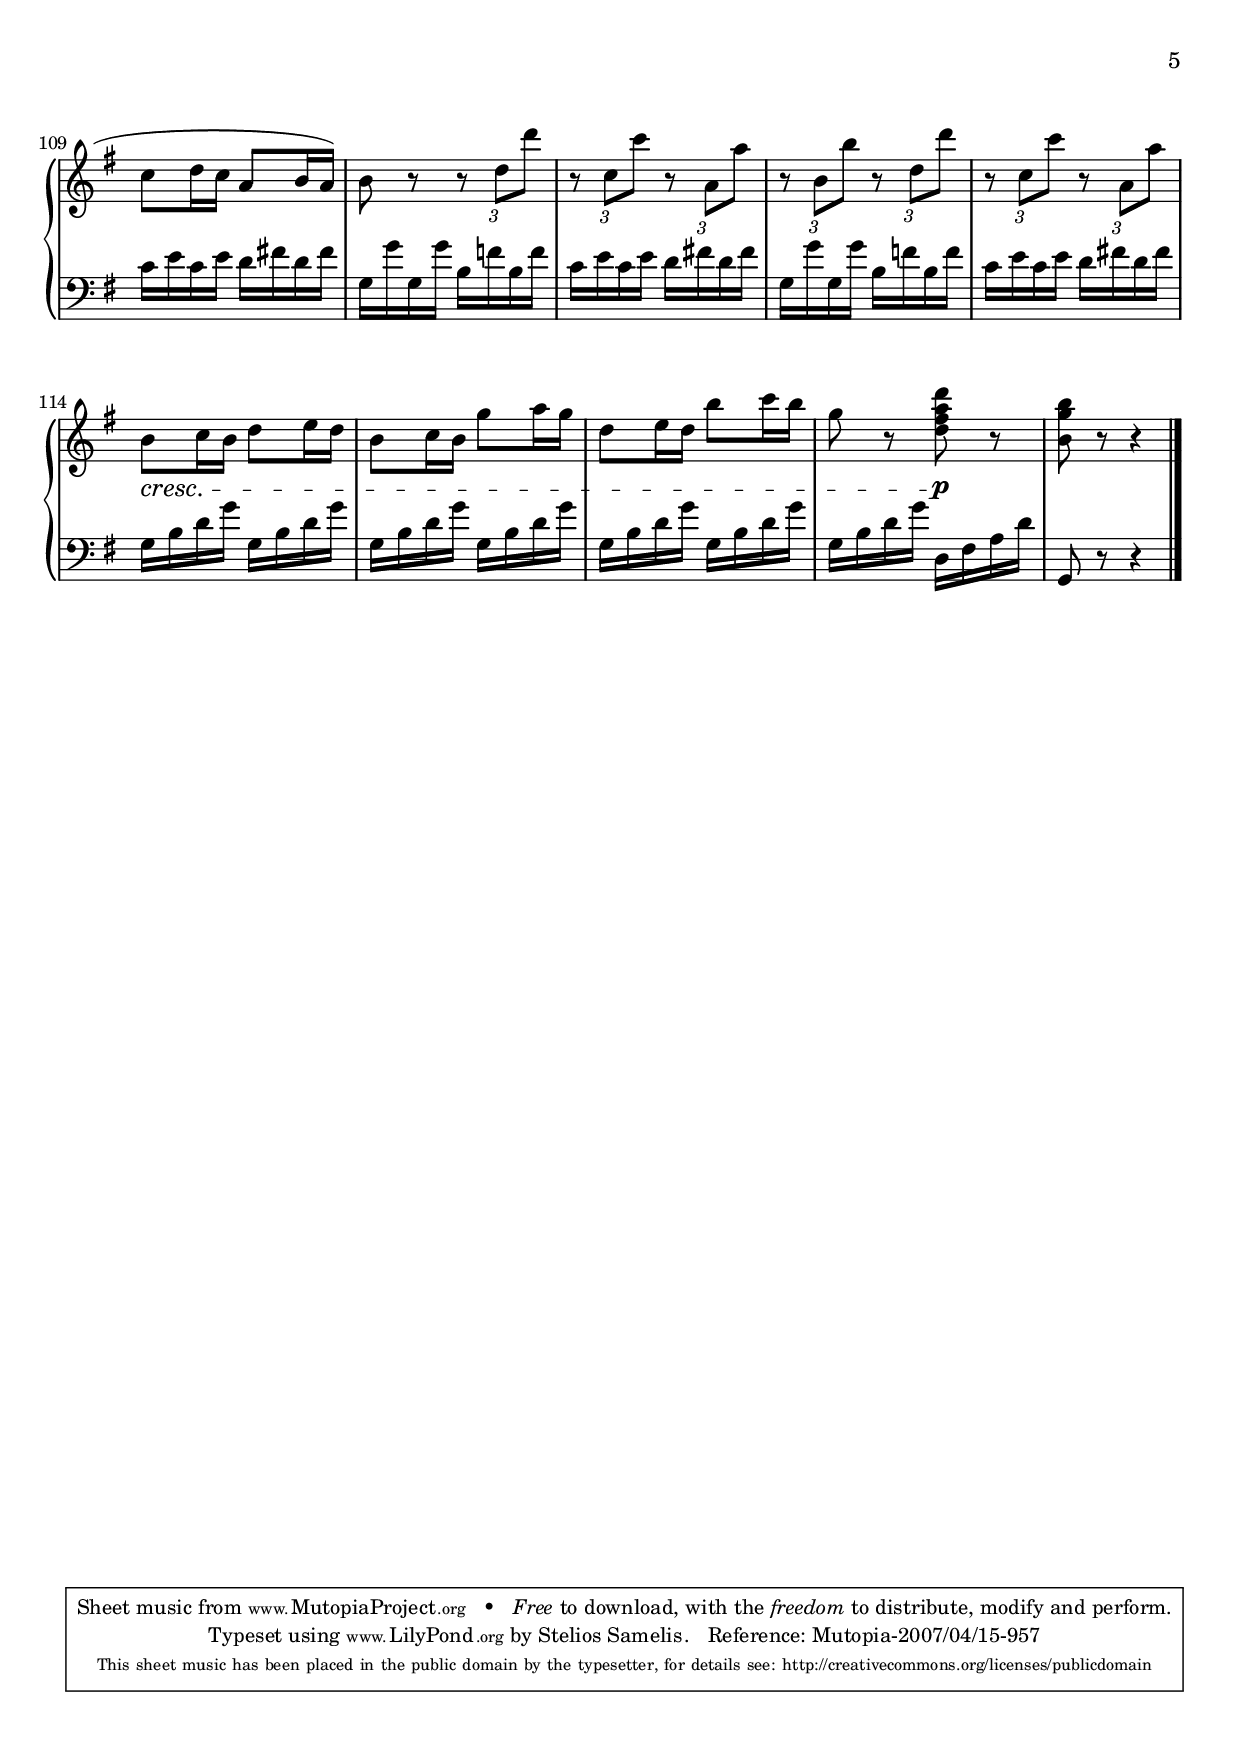 5
109
3
3
3
3
3
3
3
114
cresc.
p
Sheet music from www.MutopiaProject.org • Free to download, with the freedom to distribute, modify and perform.
Typeset using www.LilyPond.org by Stelios Samelis. Reference: Mutopia-2007/04/15-957
This sheet music has been placed in the public domain by the typesetter, for details see: http://creativecommons.org/licenses/publicdomain